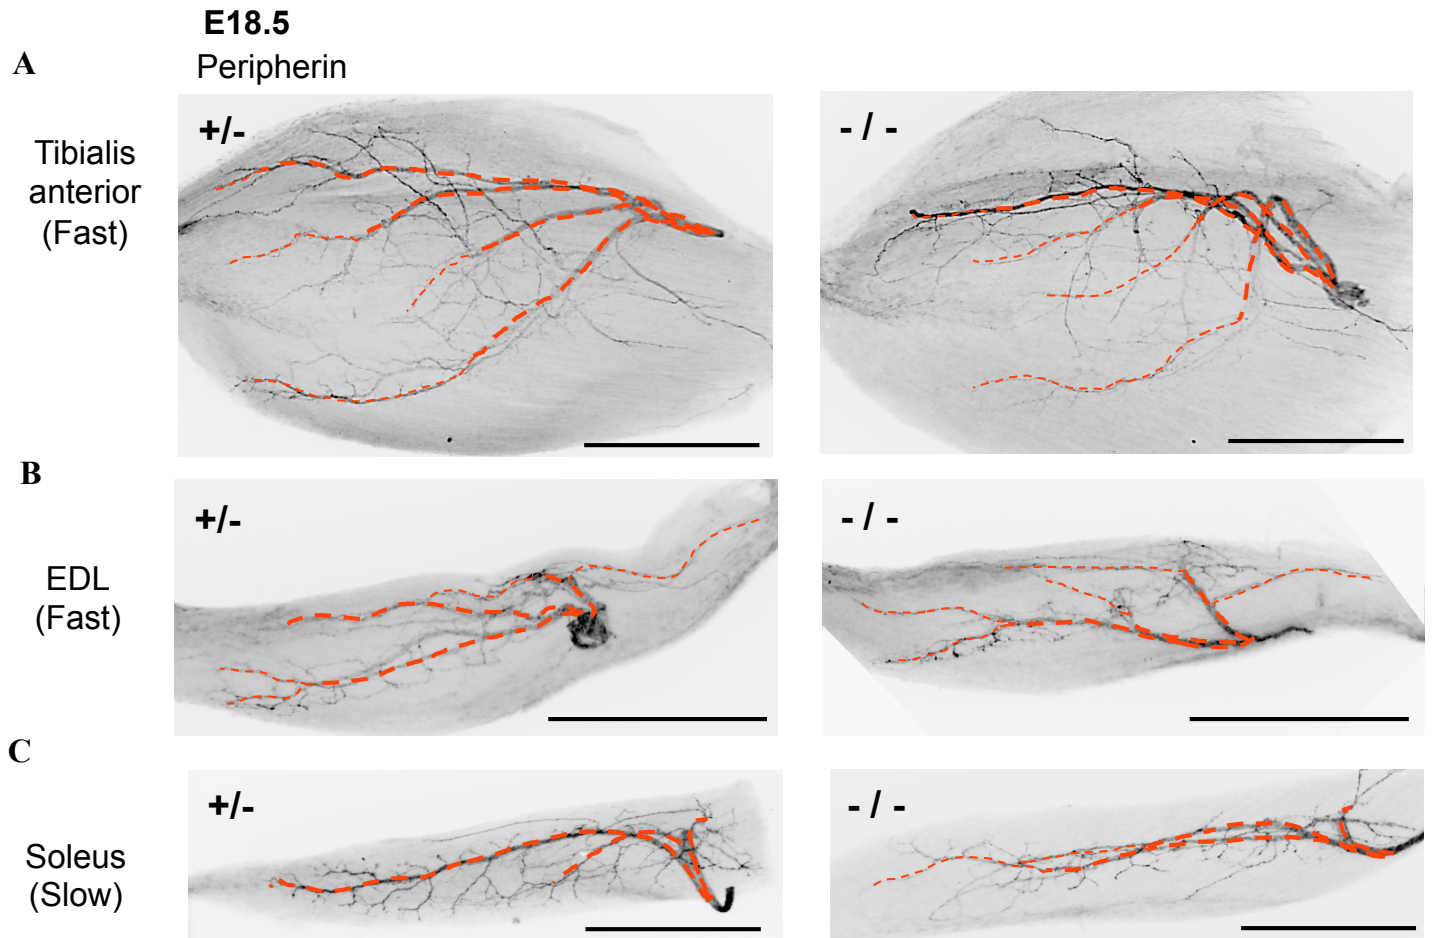 E18.5
Peripherin
A
Tibialis
anterior
(Fast)
+/-
- / -
B
EDL
(Fast)
+/-
- / -
C
Soleus
(Slow)
+/-
- / -